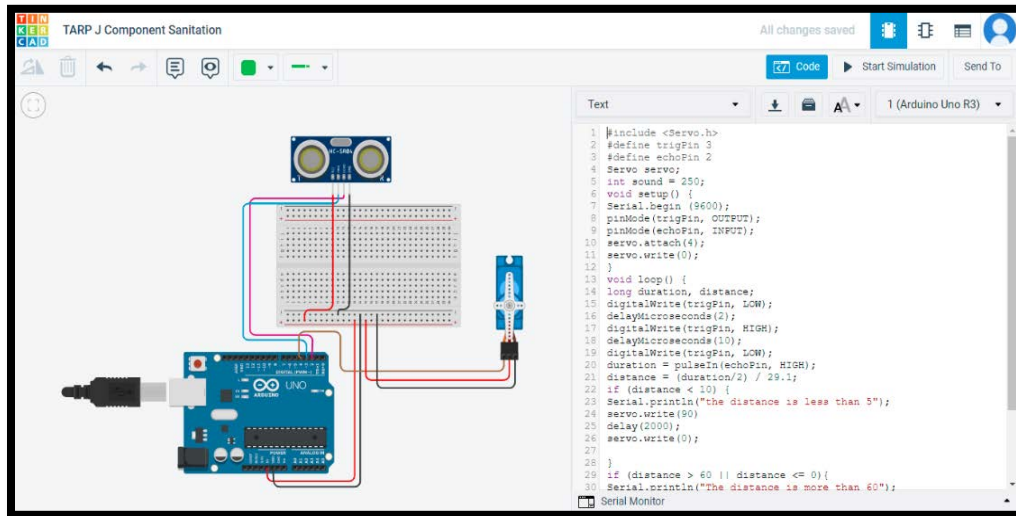 TIN
KER
CAD
TARP J Component Sanitation
All changes saved
Code
Start Simulation
Send To
Text
1 (Arduino Uno R3)
HC-SR04
DIGITAL (PWM~)
UNO
ARDUINO
POWER
ANALOG IN
1 #include <Servo.h>
2 #define trigPin 3
3 #define echoPin 2
4 Servo servo;
5 int sound = 250;
6 void setup() {
7 Serial.begin (9600);
8 pinMode(trigPin, OUTPUT);
9 pinMode(echoPin, INPUT);
10 servo.attach(4);
11 servo.write(0);
12 }
13 void loop() {
14 long duration, distance;
15 digitalWrite(trigPin, LOW);
16 delayMicroseconds(2);
17 digitalWrite(trigPin, HIGH);
18 delayMicroseconds(10);
19 digitalWrite(trigPin, LOW);
20 duration = pulseIn(echoPin, HIGH);
21 distance = (duration/2) / 29.1;
22 if (distance < 10) {
23 Serial.println("the distance is less than 5");
24 servo.write(90)
25 delay(2000);
26 servo.write(0);
27
28 }
29 if (distance > 60 || distance <= 0){
30 Serial.println("The distance is more than 60");
Serial Monitor